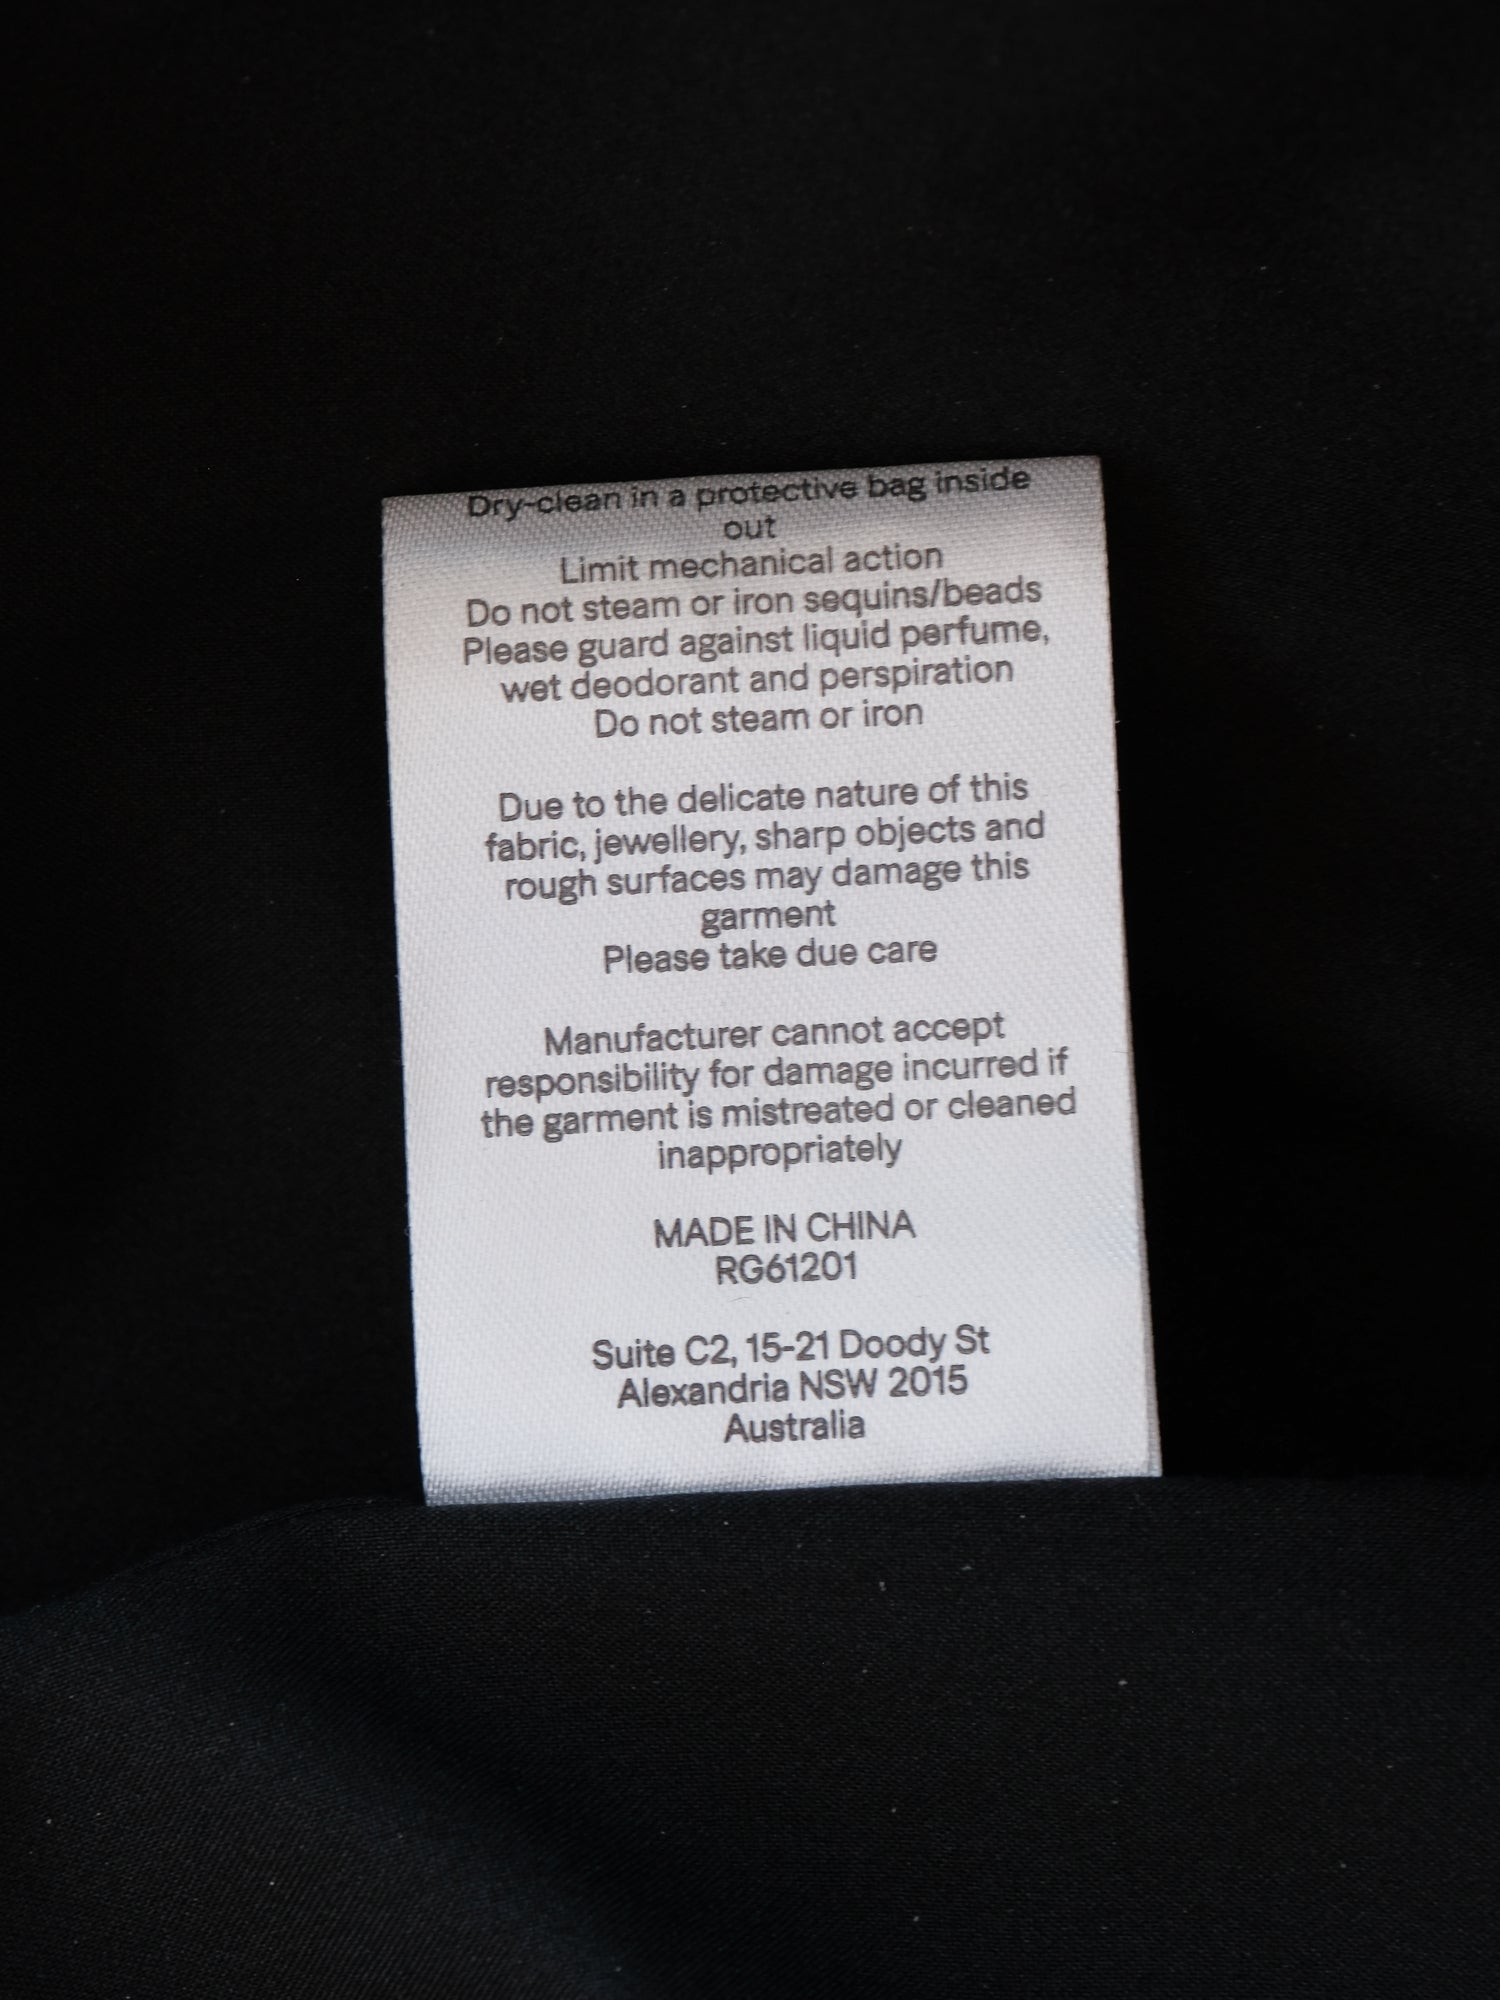 Dry-clean in a protective bag inside
out
Limit mechanical action
Do not steam or iron sequins/beads
Please guard against liquid perfume,
wet deodorant and perspiration
Do not steam or iron
Due to the delicate nature of this
fabric, jewellery, sharp objects and
rough surfaces may damage this
garment
Please take due care
Manufacturer cannot accept
responsibility for damage incurred if
the garment is mistreated or cleaned
inappropriately
MADE IN CHINA
RG61201
Suite C2, 15-21 Doody St
Alexandria NSW 2015
Australia